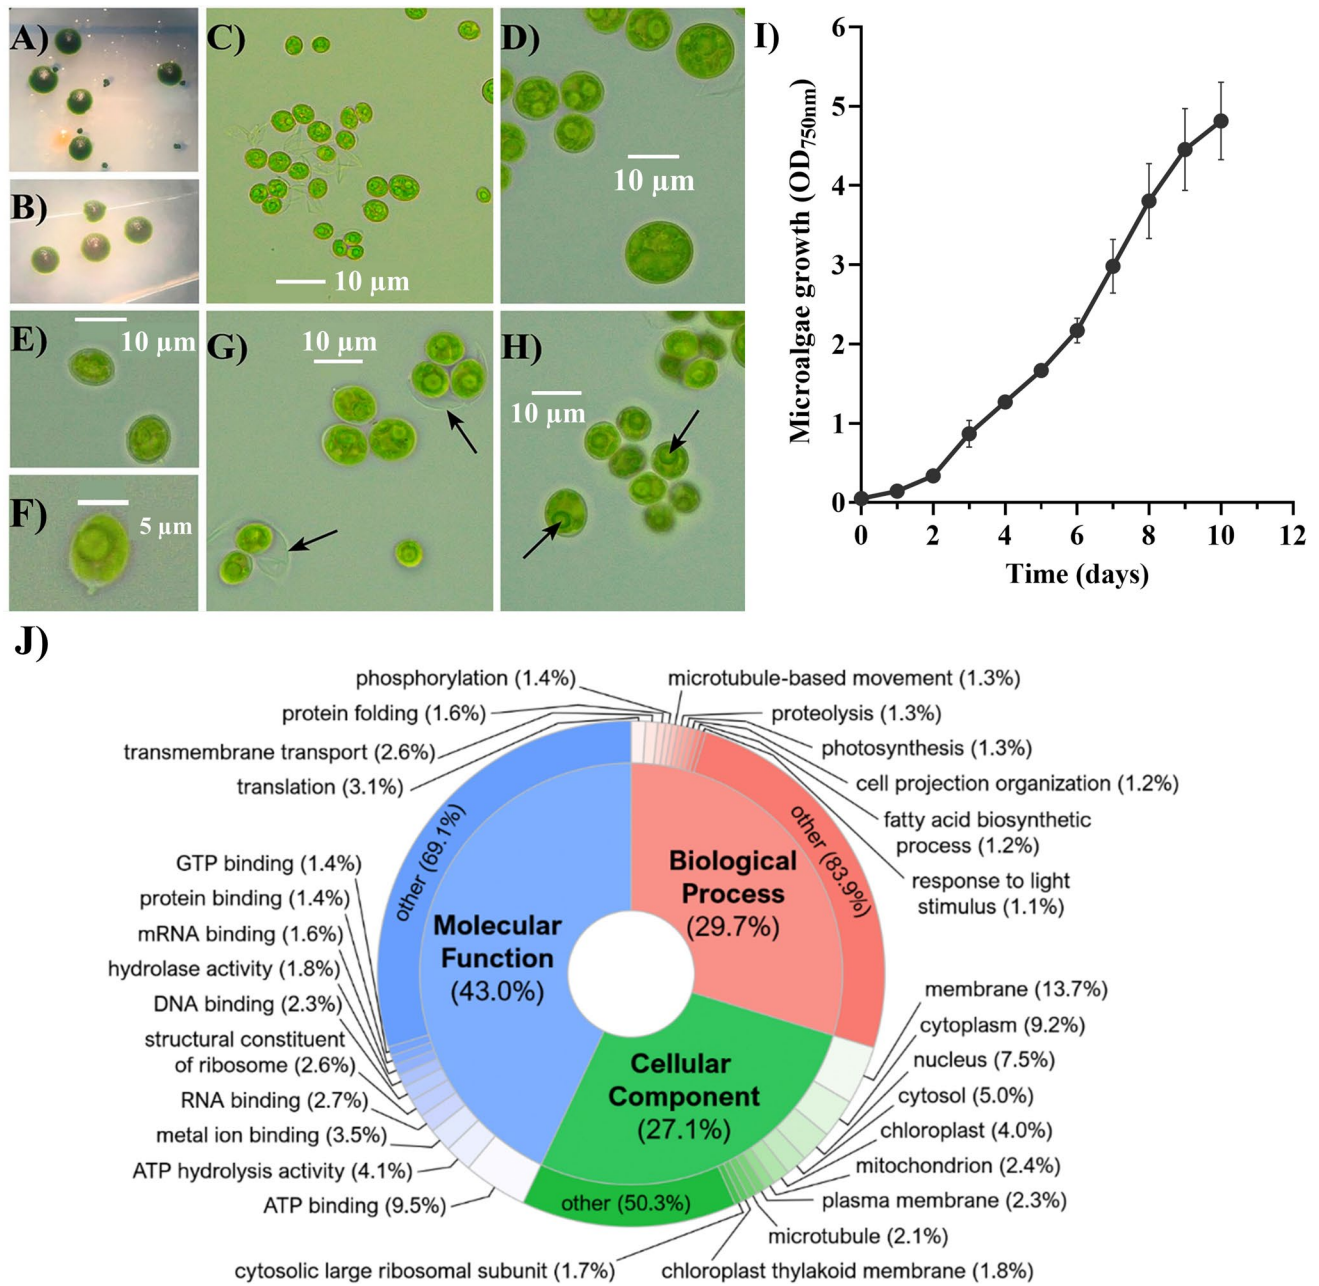 A)
B)
C)
10 µm
D)
10 µm
E)
10 µm
F)
5 µm
G)
10 µm
H)
10 µm
I)
Microalgae growth (OD750nm)
6
5
4
3
2
1
0
0 2 4 6 8 10 12
Time (days)
J)
phosphorylation (1.4%)
protein folding (1.6%)
transmembrane transport (2.6%)
translation (3.1%)
microtubule-based movement (1.3%)
proteolysis (1.3%)
photosynthesis (1.3%)
cell projection organization (1.2%)
fatty acid biosynthetic
process (1.2%)
response to light
stimulus (1.1%)
other (83.9%)
Biological
Process
(29.7%)
other (69.1%)
Molecular
Function
(43.0%)
GTP binding (1.4%)
protein binding (1.4%)
mRNA binding (1.6%)
hydrolase activity (1.8%)
DNA binding (2.3%)
structural constituent
of ribosome (2.6%)
RNA binding (2.7%)
metal ion binding (3.5%)
ATP hydrolysis activity (4.1%)
ATP binding (9.5%)
Cellular
Component
(27.1%)
other (50.3%)
membrane (13.7%)
cytoplasm (9.2%)
nucleus (7.5%)
cytosol (5.0%)
chloroplast (4.0%)
mitochondrion (2.4%)
plasma membrane (2.3%)
microtubule (2.1%)
chloroplast thylakoid membrane (1.8%)
cytosolic large ribosomal subunit (1.7%)